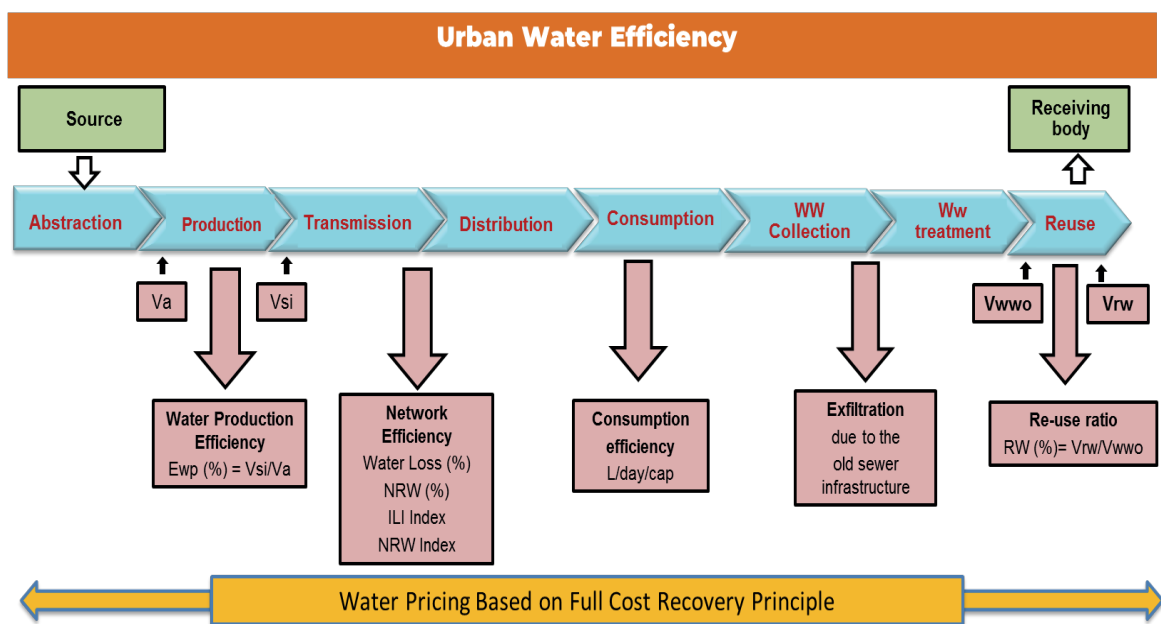 Urban Water Efficiency
Source
Receiving
body
Abstraction
Production
Transmission
Distribution
Consumption
WW
Collection
Ww
treatment
Reuse
Va
Vsi
Vwwo
Vrw
Water Production
Efficiency
Ewp (%) = Vsi/Va
Network
Efficiency
Water Loss (%)
NRW (%)
ILI Index
NRW Index
Consumption
efficiency
L/day/cap
Exfiltration
due to the
old sewer
infrastructure
Re-use ratio
RW (%)= Vrw/Vwwo
Water Pricing Based on Full Cost Recovery Principle